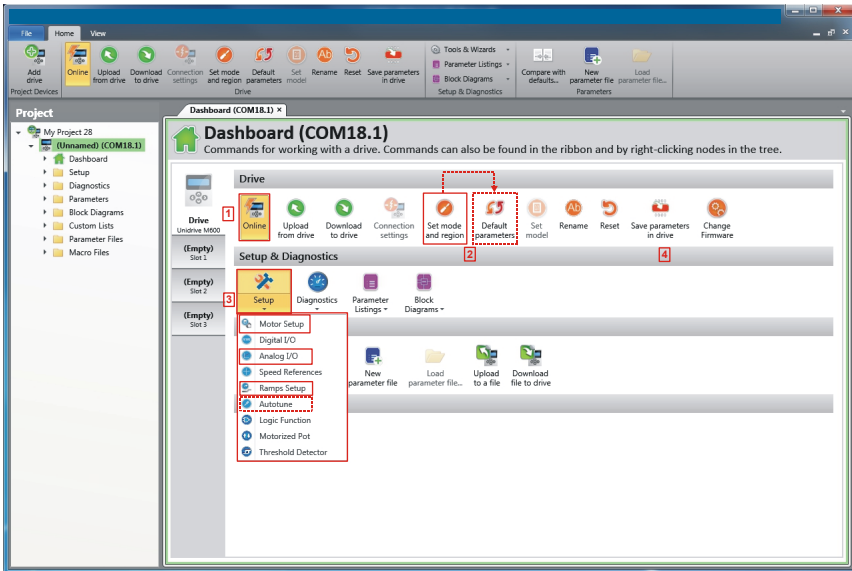 File Home View
Add drive
Online
Upload from drive
Download to drive
Connection settings
Set mode and region
Default parameters
Set model
Rename
Reset
Save parameters in drive
Tools & Wizards
Parameter Listings
Block Diagrams
Compare with defaults...
New parameter file
Load parameter file...
Project Devices
Drive
Setup & Diagnostics
Parameters
Project
My Project 28
(Unnamed) (COM18.1)
Dashboard
Setup
Diagnostics
Parameters
Block Diagrams
Custom Lists
Parameter Files
Macro Files
Dashboard (COM18.1) ×
Dashboard (COM18.1)
Commands for working with a drive. Commands can also be found in the ribbon and by right-clicking nodes in the tree.
Drive
Unidrive M600
(Empty)
Slot 1
(Empty)
Slot 2
(Empty)
Slot 3
Drive
1
Online
Upload from drive
Download to drive
Connection settings
Set mode and region
2
Default parameters
Set model
Rename
Reset
Save parameters in drive
4
Change Firmware
Setup & Diagnostics
3
Setup
Diagnostics
Parameter Listings
Block Diagrams
Motor Setup
Digital I/O
Analog I/O
Speed References
Ramps Setup
Autotune
Logic Function
Motorized Pot
Threshold Detector
New parameter file
Load parameter file...
Upload to a file
Download file to drive